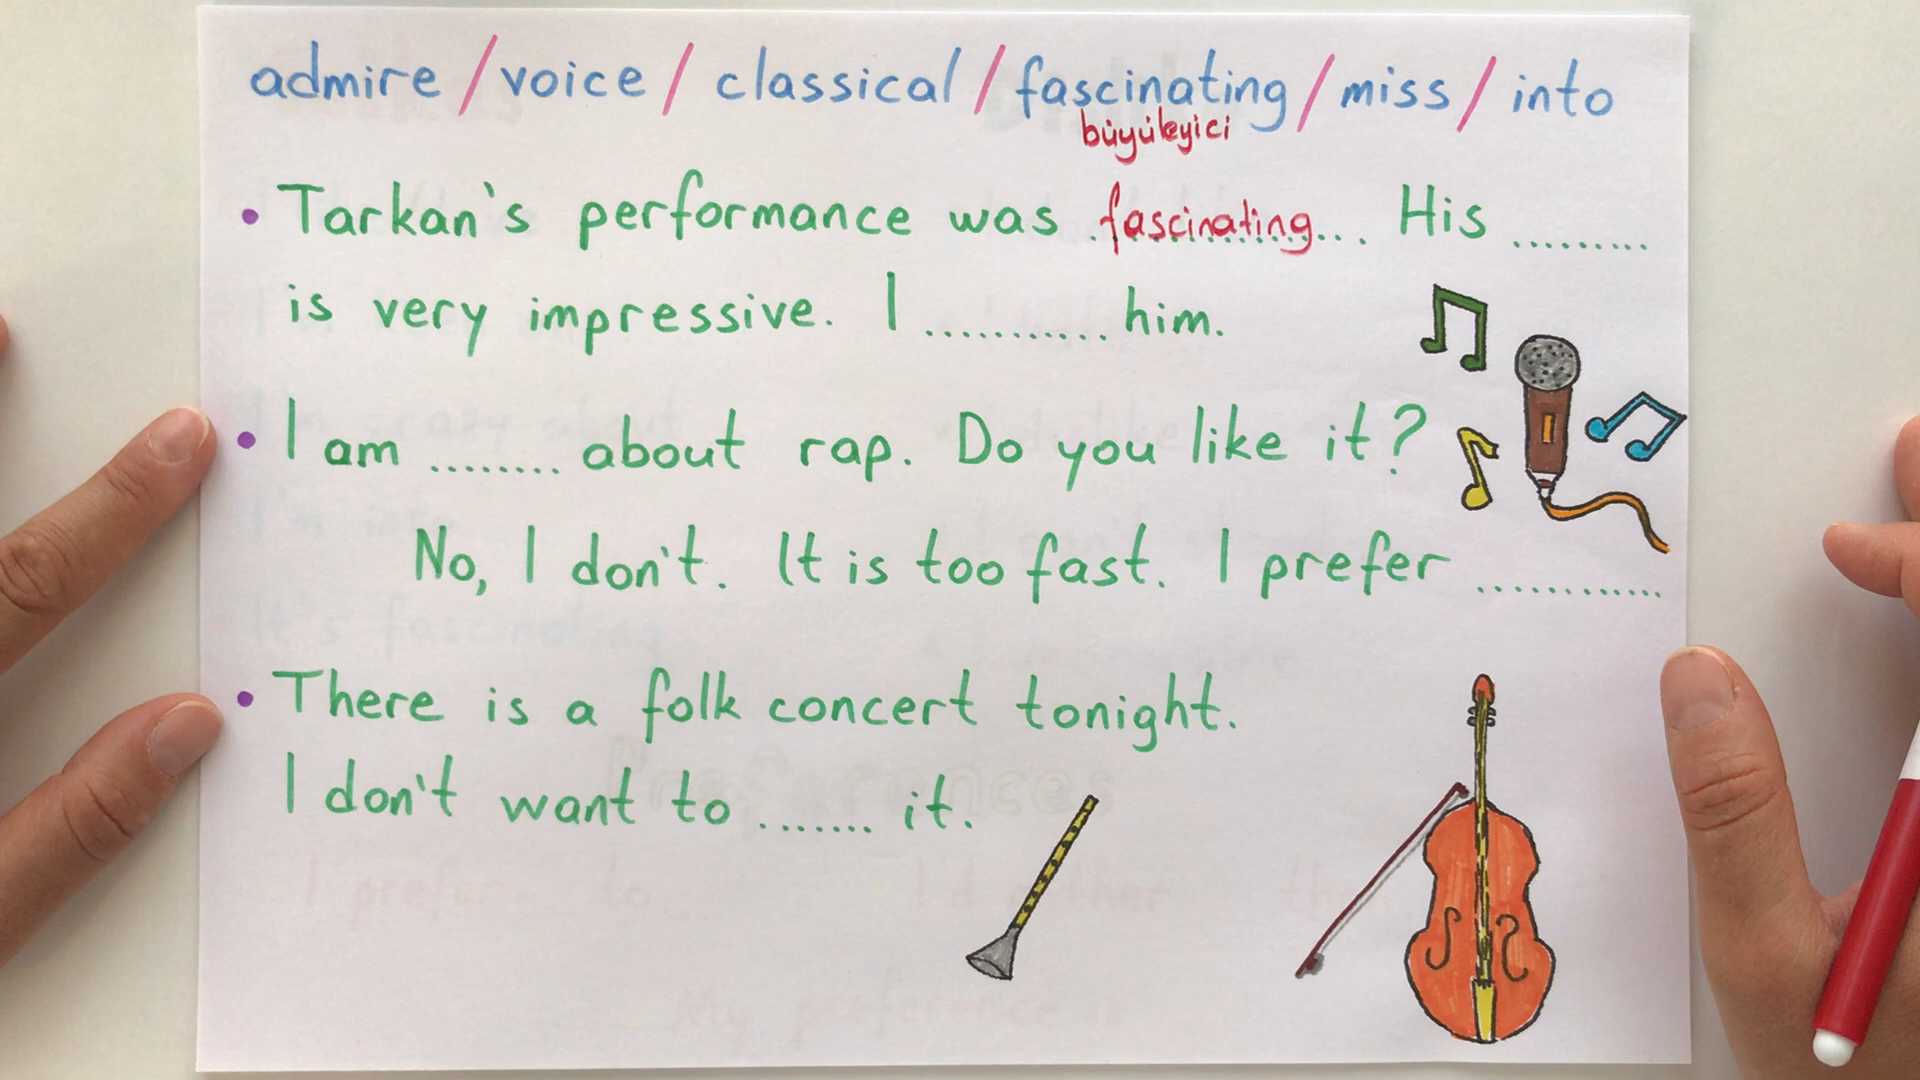 admire / voice / classical / fascinating / miss / into
büyüleyici
• Tarkan's performance was fascinating... His .........
is very impressive. I ........... him.
• I am ........ about rap. Do you like it?
No, I don't. It is too fast. I prefer ............
• There is a folk concert tonight.
I don't want to ....... it.